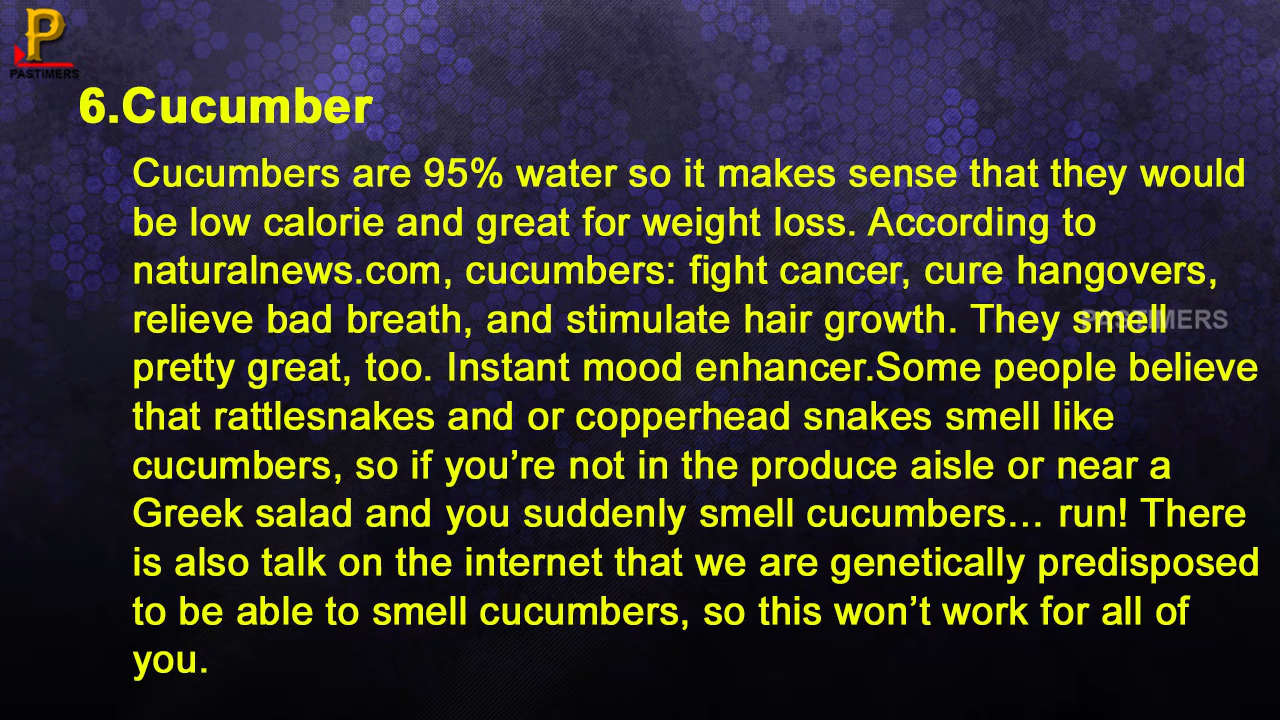 P
PASTIMERS
6.Cucumber
Cucumbers are 95% water so it makes sense that they would
be low calorie and great for weight loss. According to
naturalnews.com, cucumbers: fight cancer, cure hangovers,
relieve bad breath, and stimulate hair growth. They smell
PASTIMERS
pretty great, too. Instant mood enhancer.Some people believe
that rattlesnakes and or copperhead snakes smell like
cucumbers, so if you’re not in the produce aisle or near a
Greek salad and you suddenly smell cucumbers… run! There
is also talk on the internet that we are genetically predisposed
to be able to smell cucumbers, so this won’t work for all of
you.